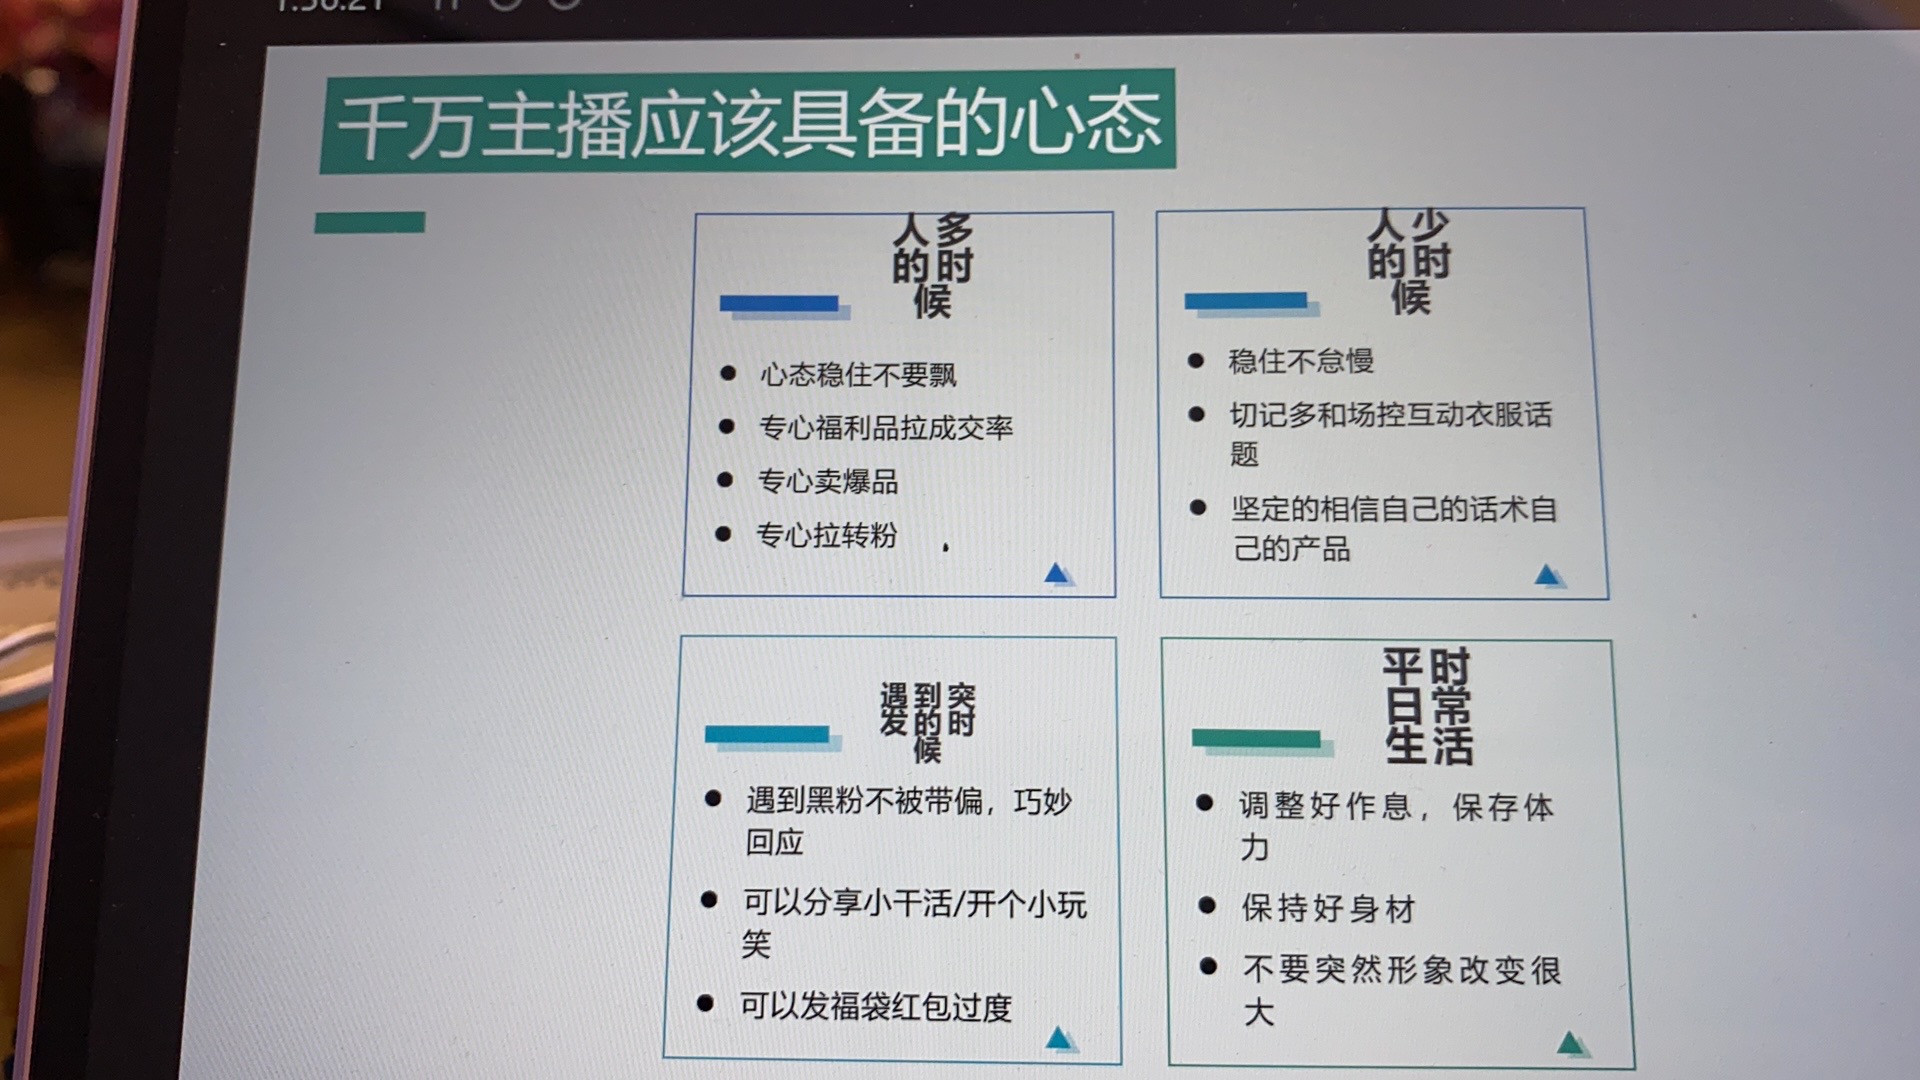 千万主播应该具备的心态
人多
的时
候
心态稳住不要飘
专心福利品拉成交率
专心卖爆品
专心拉转粉
人少
的时
候
稳住不怠慢
切记多和场控互动衣服话
题
坚定的相信自己的话术自
己的产品
遇到突
发的时
候
遇到黑粉不被带偏，巧妙
回应
可以分享小干活/开个小玩
笑
可以发福袋红包过度
平时
日常
生活
调整好作息，保存体
力
保持好身材
不要突然形象改变很
大